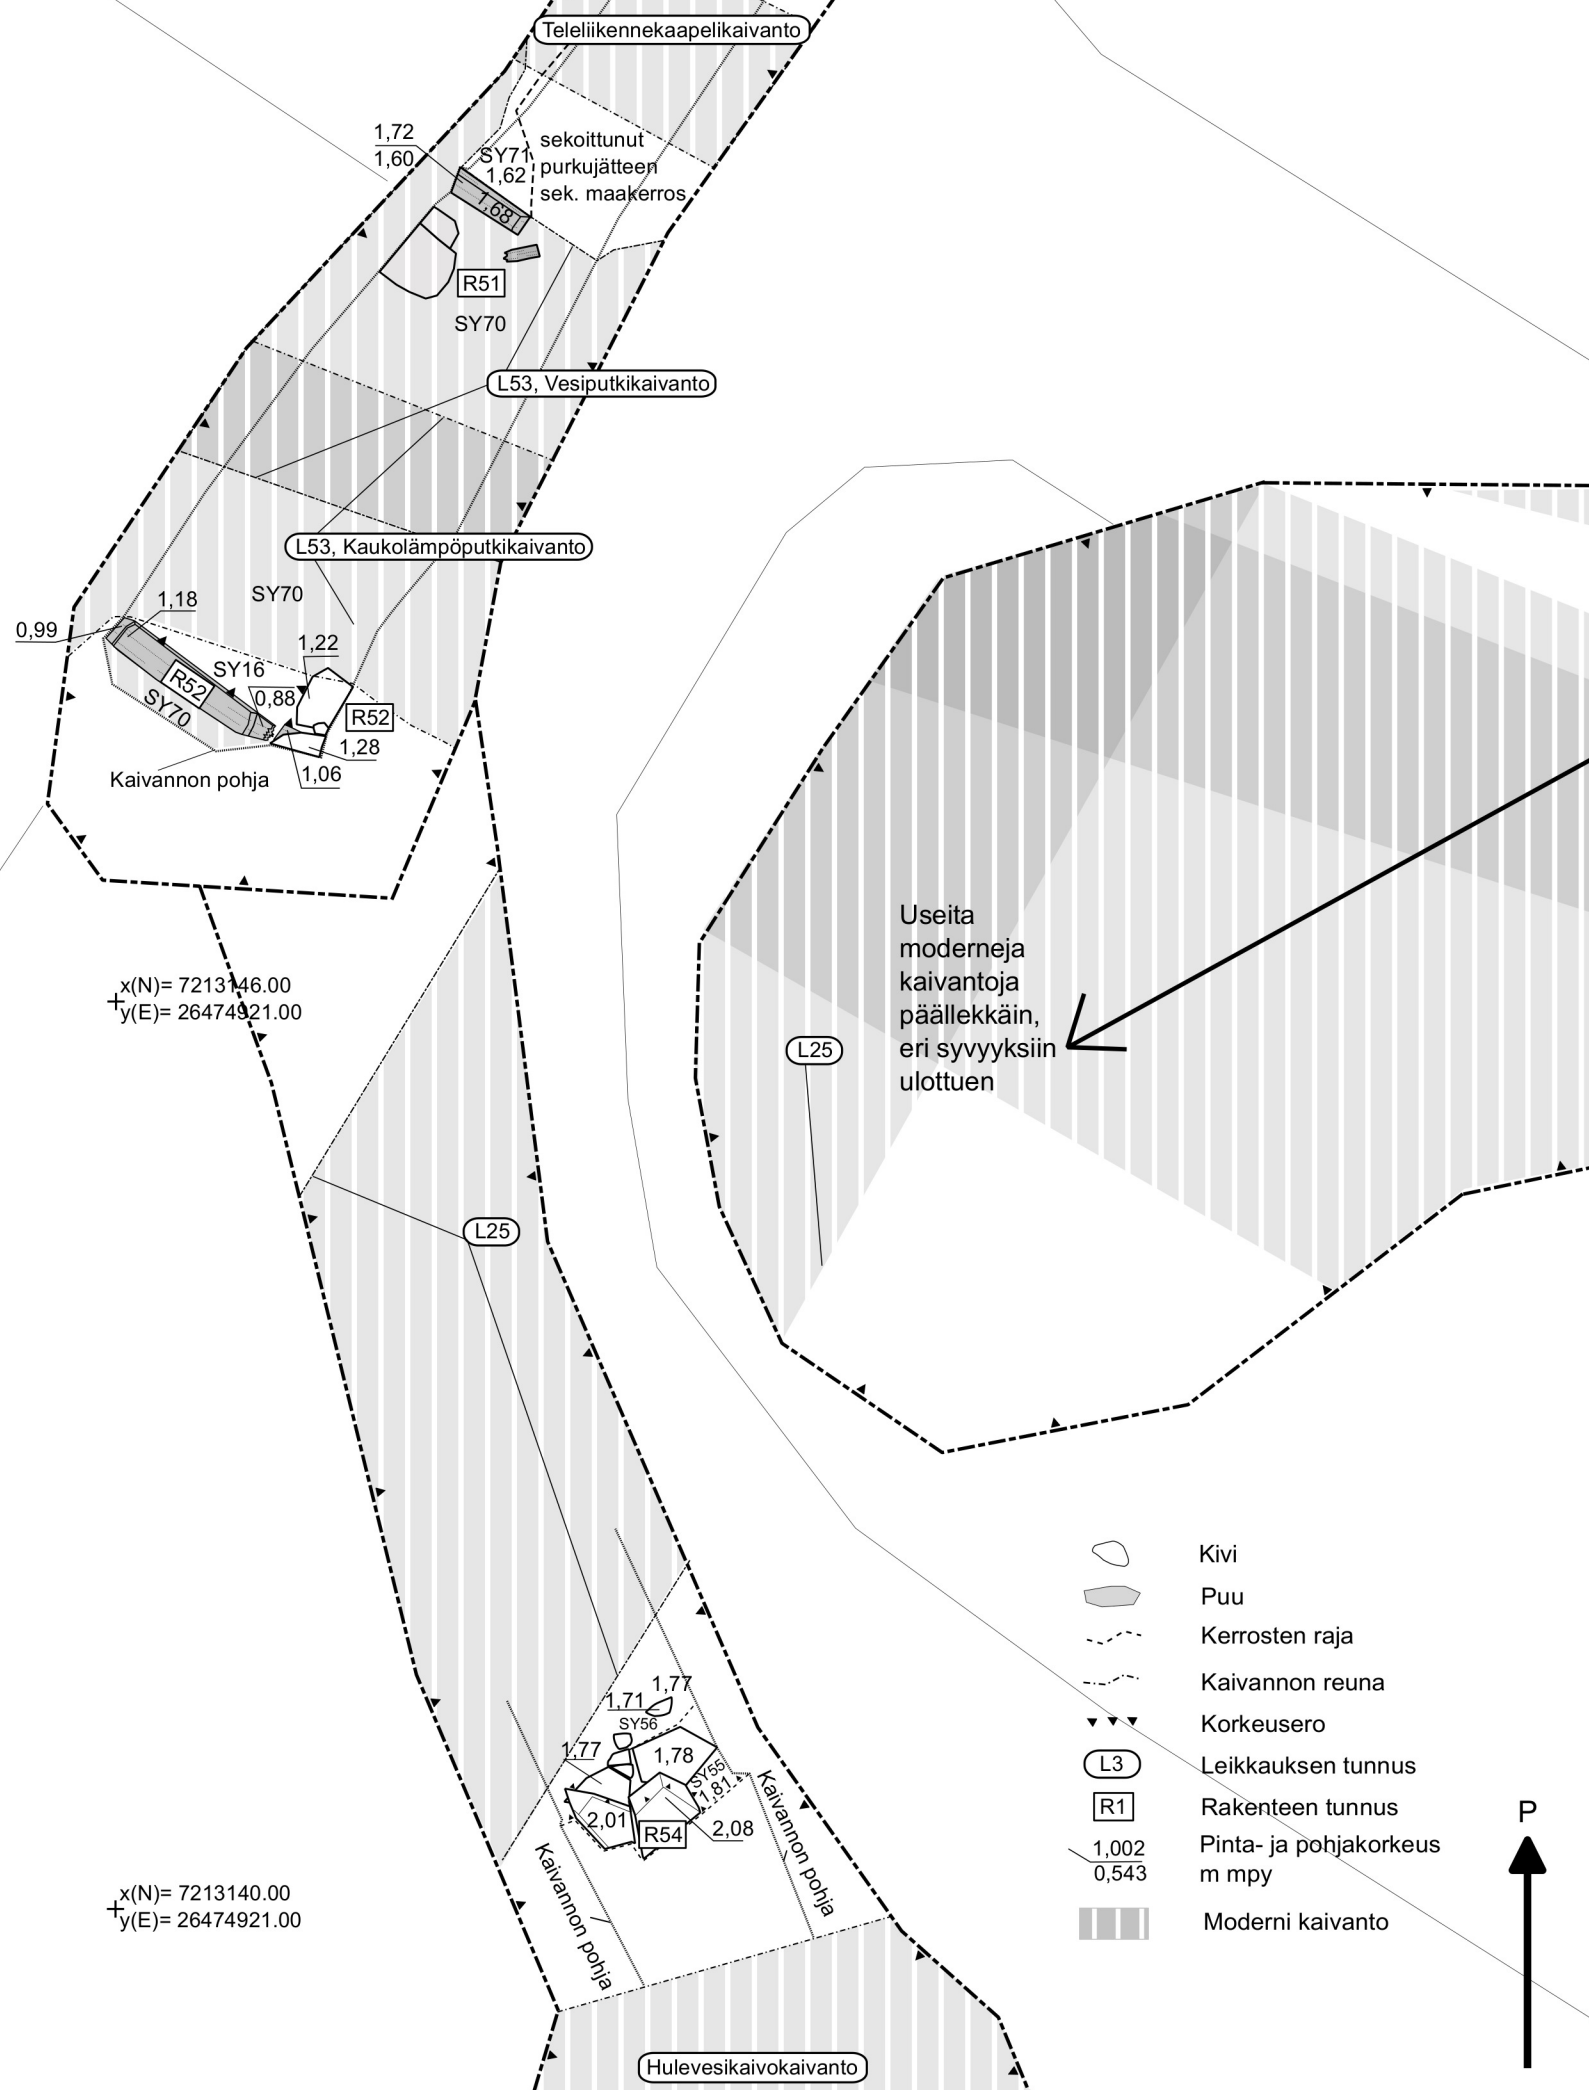 Teleliikennekaapelikaivanto
1,72
1,60
SY71
1,62
sekoittunut
purkujätteen
sek. maakerros
1,68
R51
SY70
L53, Vesiputkikaivanto
L53, Kaukolämpöputkikaivanto
SY70
1,18
0,99
1,22
SY16
R52
0,88
SY70
R52
1,28
1,06
Kaivannon pohja
Useita
moderneja
kaivantoja
päällekkäin,
eri syvyyksiin
ulottuen
L25
x(N)= 7213146.00
y(E)= 26474921.00
L25
1,77
1,71
SY56
1,77
1,78
SY55
1,81
2,01
R54
2,08
Kaivannon pohja
Kaivannon pohja
x(N)= 7213140.00
y(E)= 26474921.00
Hulevesikaivokaivanto
Kivi
Puu
Kerrosten raja
Kaivannon reuna
Korkeusero
L3 Leikkauksen tunnus
R1 Rakenteen tunnus
1,002 Pinta- ja pohjakorkeus
0,543 m mpy
Moderni kaivanto
P